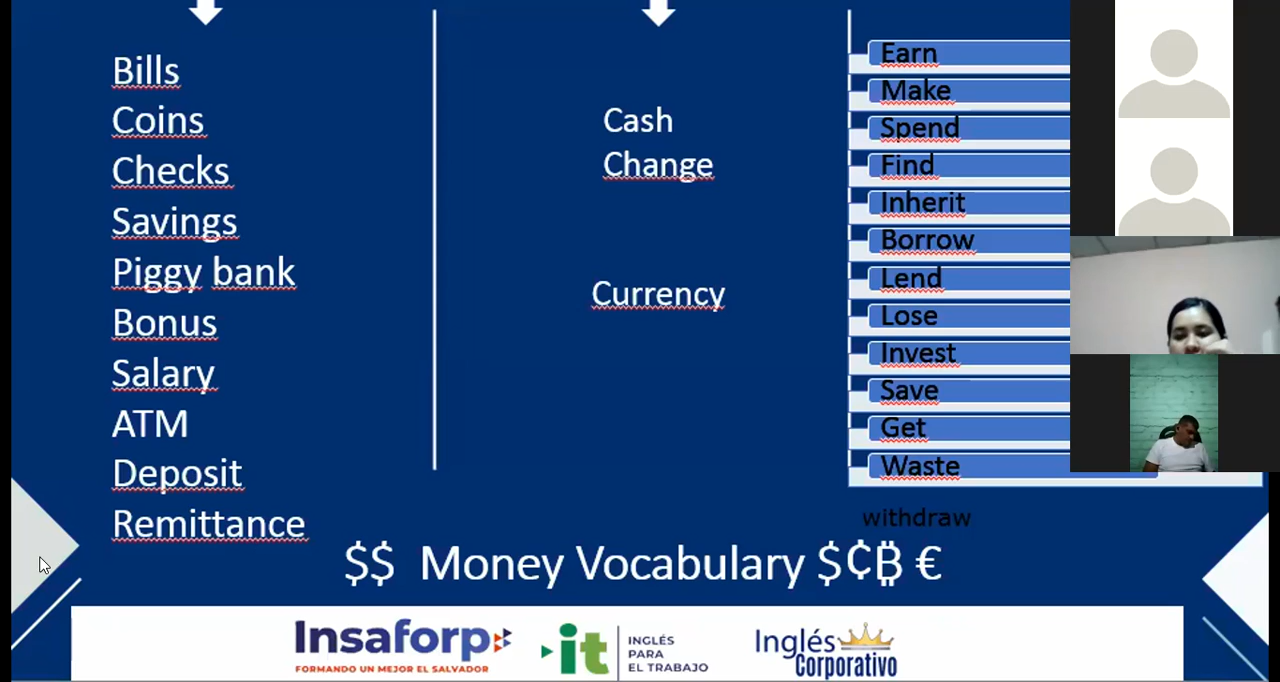 Bills
Coins
Checks
Savings
Piggy bank
Bonus
Salary
ATM
Deposit
Remittance
Cash
Change
Currency
Earn
Make
Spend
Find
Inherit
Borrow
Lend
Lose
Invest
Save
Get
Waste
withdraw
$$ Money Vocabulary $₵₿ €
Insaforp
FORMANDO UN MEJOR EL SALVADOR
it
INGLÉS
PARA
EL TRABAJO
Inglés
Corporativo